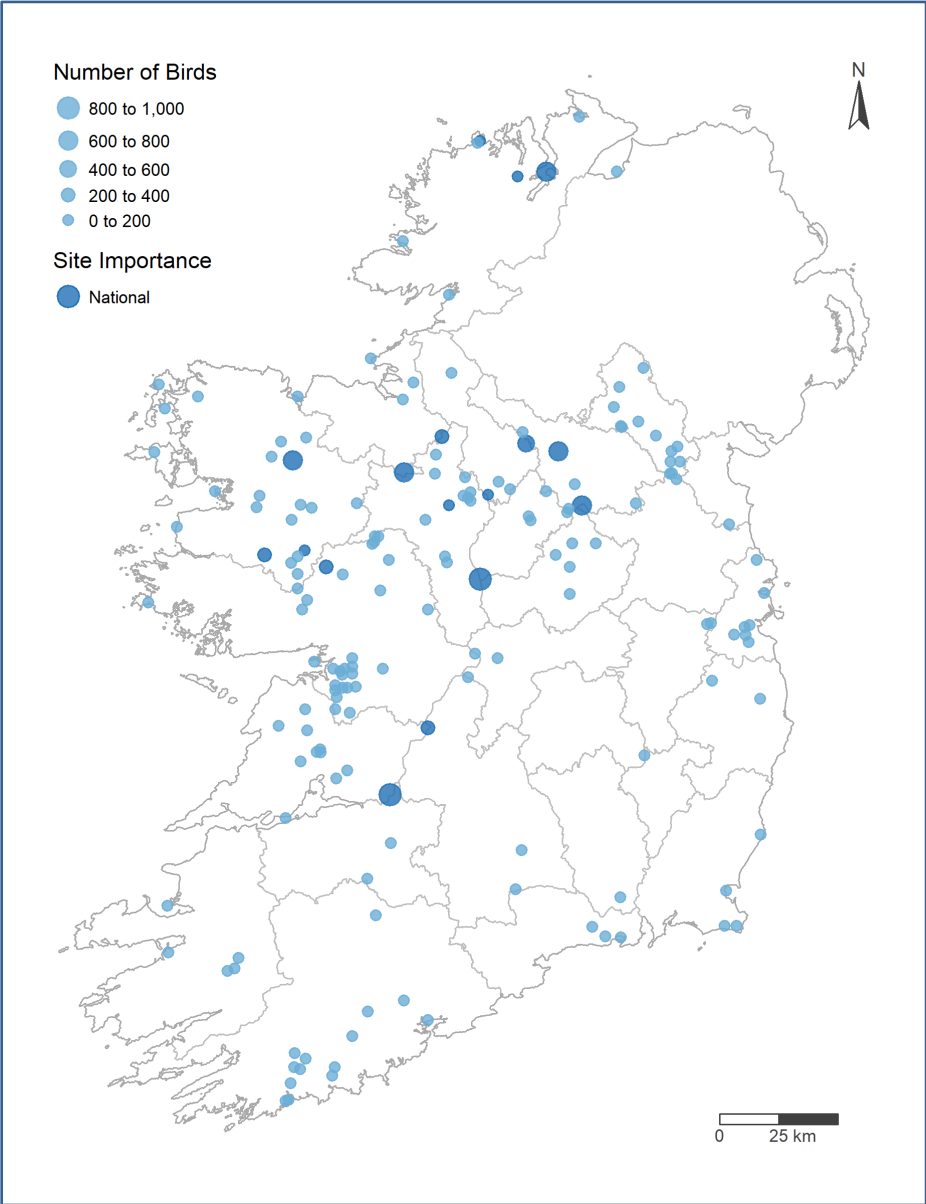 Number of Birds
800 to 1,000
600 to 800
400 to 600
200 to 400
0 to 200
Site Importance
National
N
0 25 km